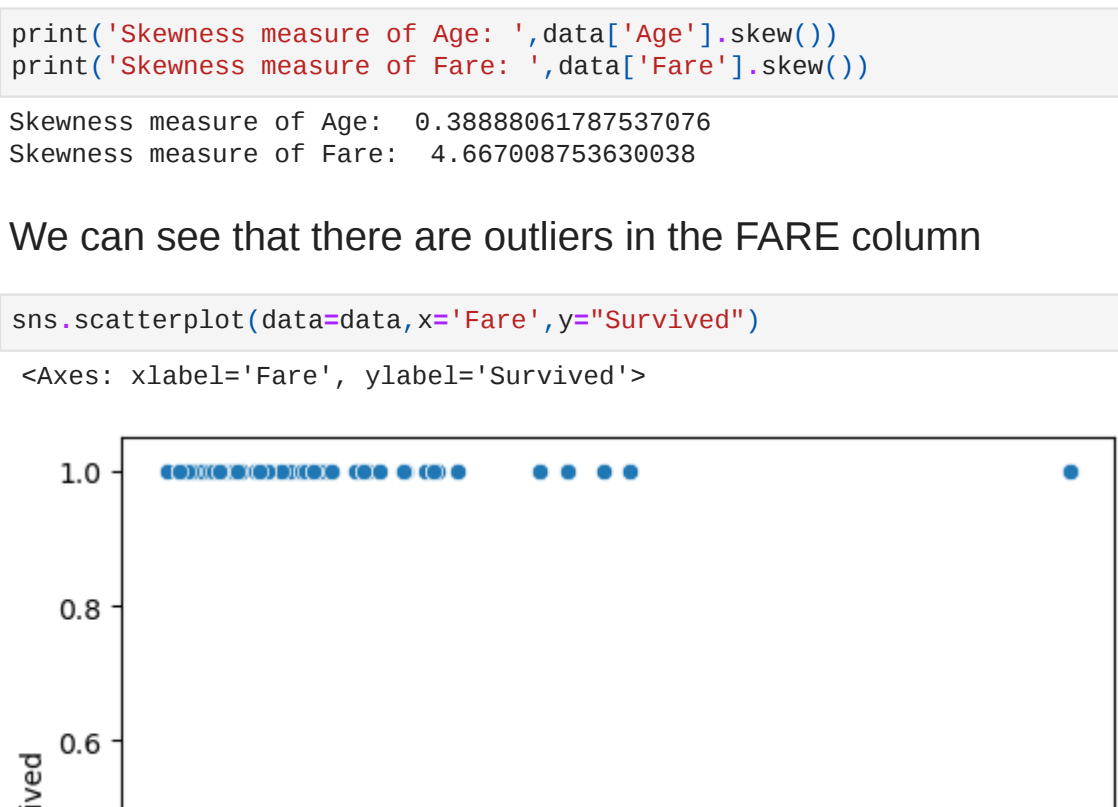 print('Skewness measure of Age: ',data['Age'].skew())
print('Skewness measure of Fare: ',data['Fare'].skew())
Skewness measure of Age:  0.38888061787537076
Skewness measure of Fare:  4.667008753630038
We can see that there are outliers in the FARE column
sns.scatterplot(data=data,x='Fare',y="Survived")
<Axes: xlabel='Fare', ylabel='Survived'>
1.0
0.8
0.6